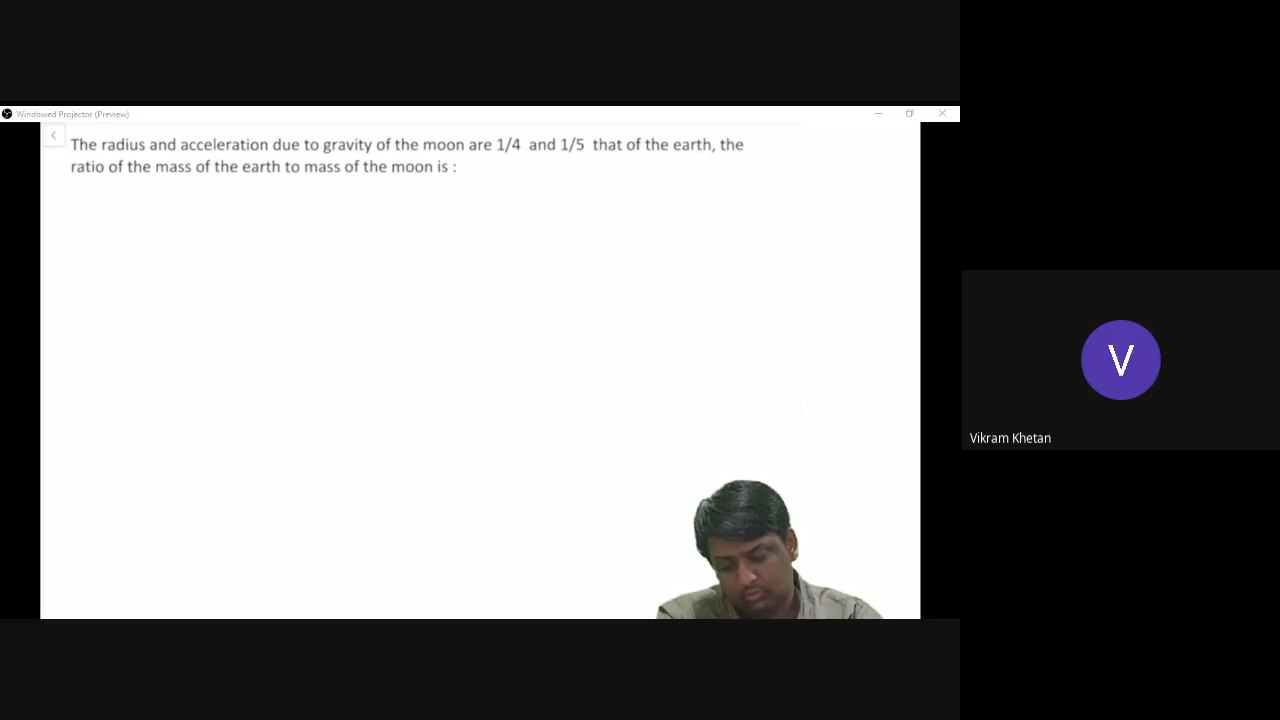 Windowed Projector (Preview)
The radius and acceleration due to gravity of the moon are 1/4 and 1/5 that of the earth, the
ratio of the mass of the earth to mass of the moon is :
V
Vikram Khetan